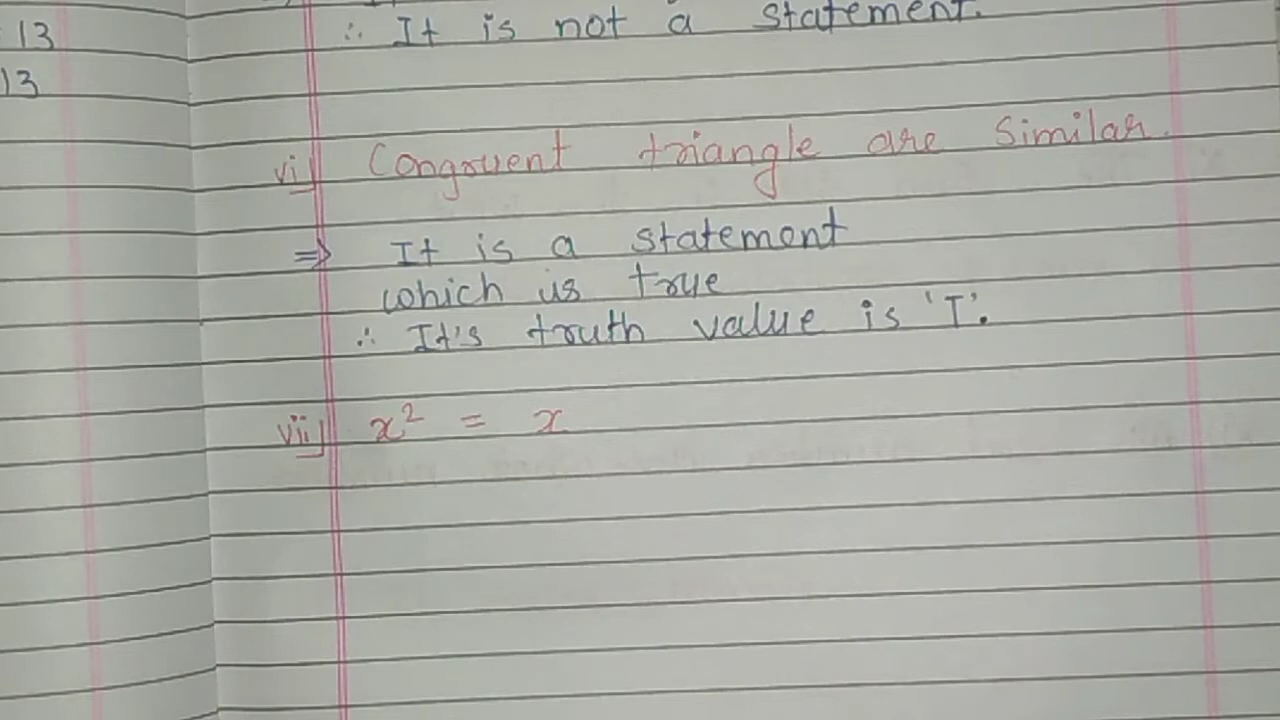 13
13
∴ It is not a statement.
vi) Congruent triangle are similar.
⇒ It is a statement
which is true
∴ It's truth value is 'T'.
vii) x² = x